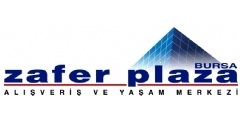 BURSA
zafer plaza
ALIŞVERİŞ VE YAŞAM MERKEZİ